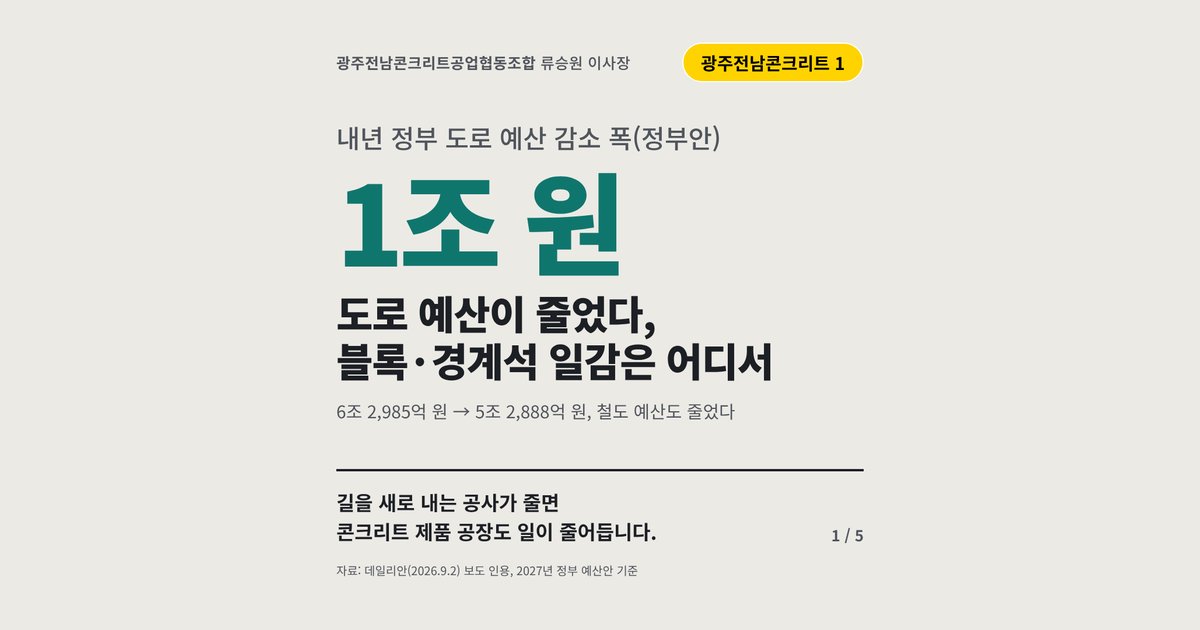 광주전남콘크리트공업협동조합 류승원 이사장
광주전남콘크리트 1
내년 정부 도로 예산 감소 폭(정부안)
1조 원
도로 예산이 줄었다,
블록·경계석 일감은 어디서
6조 2,985억 원 → 5조 2,888억 원, 철도 예산도 줄었다
길을 새로 내는 공사가 줄면
콘크리트 제품 공장도 일이 줄어듭니다.
1 / 5
자료: 데일리안(2026.9.2) 보도 인용, 2027년 정부 예산안 기준